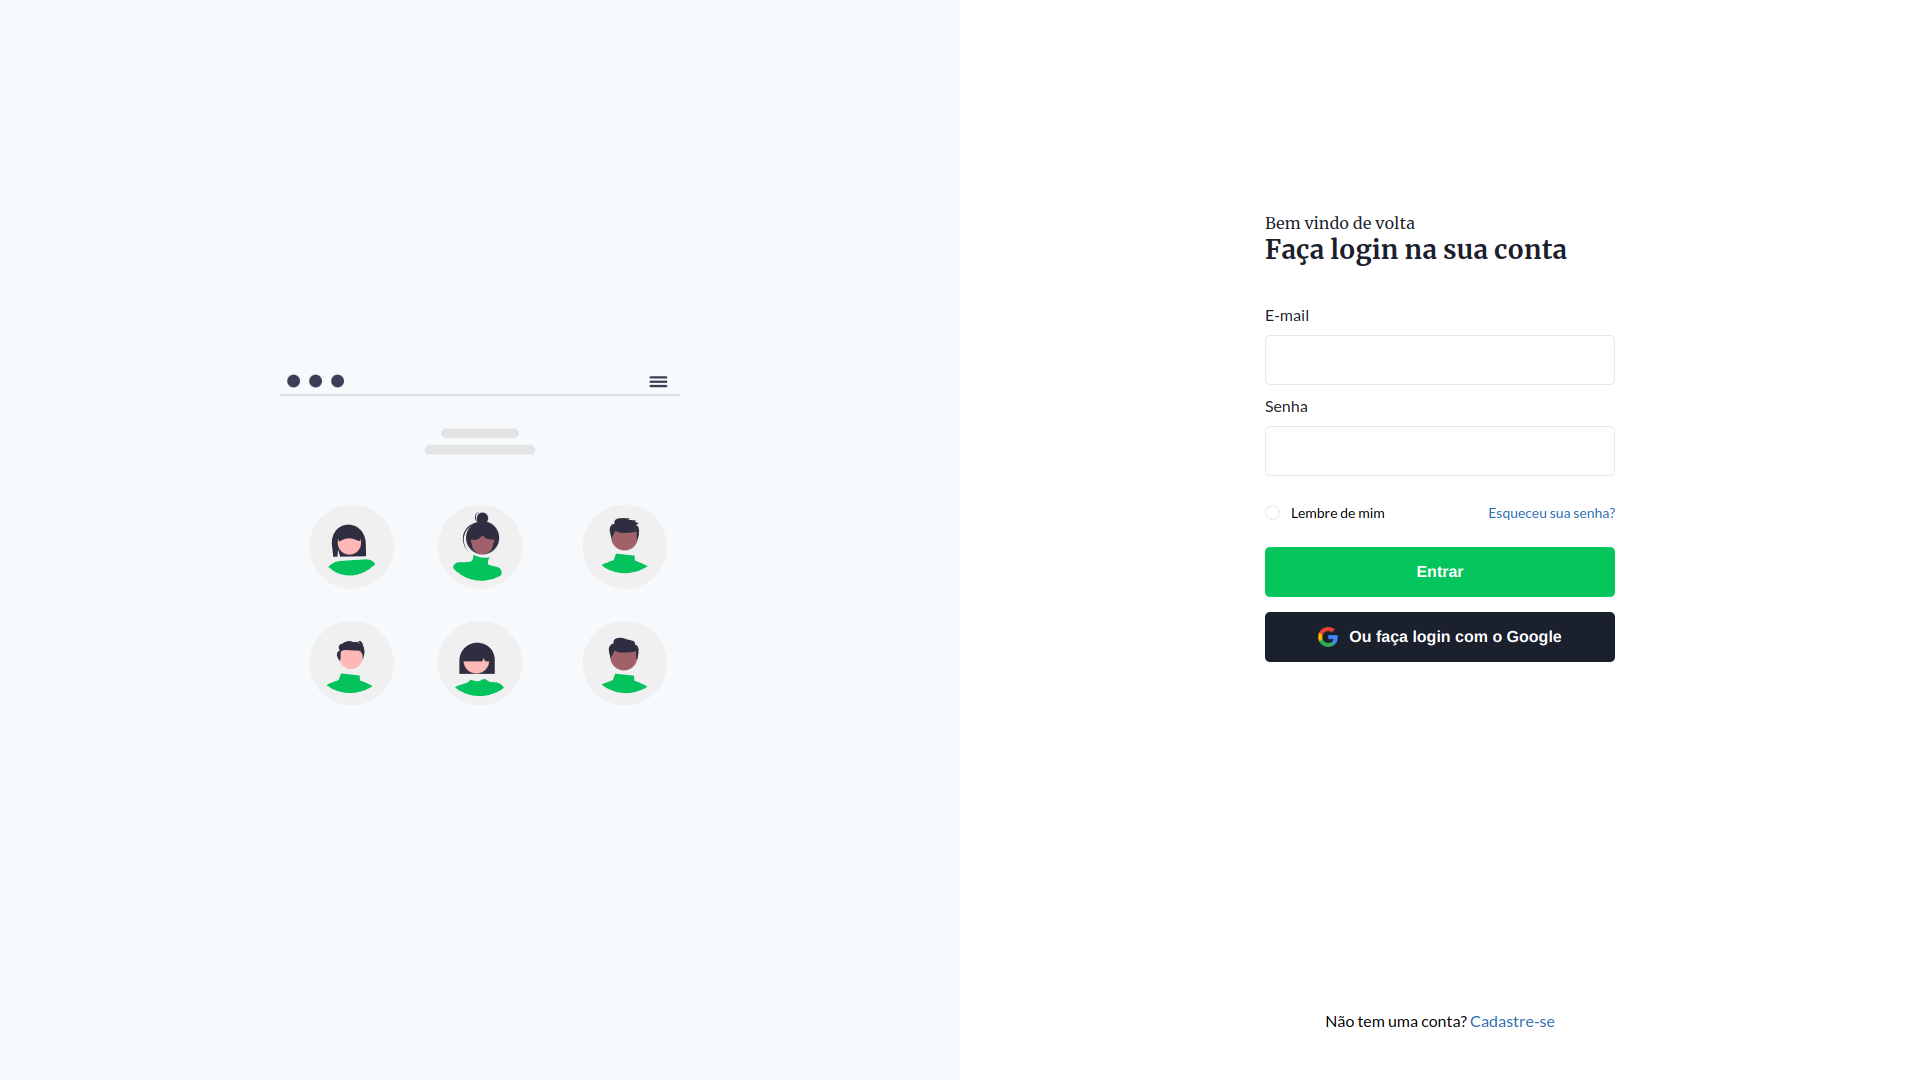 Bem vindo de volta
Faça login na sua conta
E-mail
Senha
Lembre de mim
Esqueceu sua senha?
Entrar
Ou faça login com o Google
Não tem uma conta? Cadastre-se